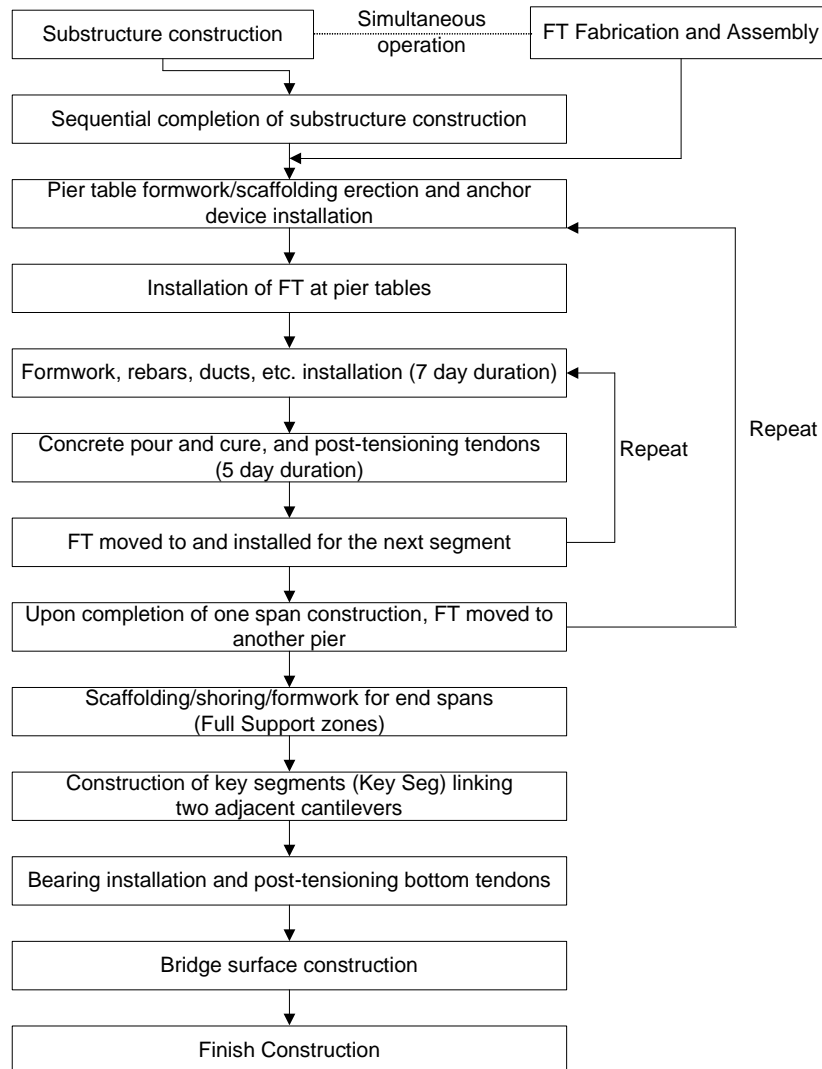 Substructure construction
Simultaneous
operation
FT Fabrication and Assembly
Sequential completion of substructure construction
Pier table formwork/scaffolding erection and anchor
device installation
Installation of FT at pier tables
Formwork, rebars, ducts, etc. installation (7 day duration)
Concrete pour and cure, and post-tensioning tendons
(5 day duration)
Repeat
Repeat
FT moved to and installed for the next segment
Upon completion of one span construction, FT moved to
another pier
Scaffolding/shoring/formwork for end spans
(Full Support zones)
Construction of key segments (Key Seg) linking
two adjacent cantilevers
Bearing installation and post-tensioning bottom tendons
Bridge surface construction
Finish Construction